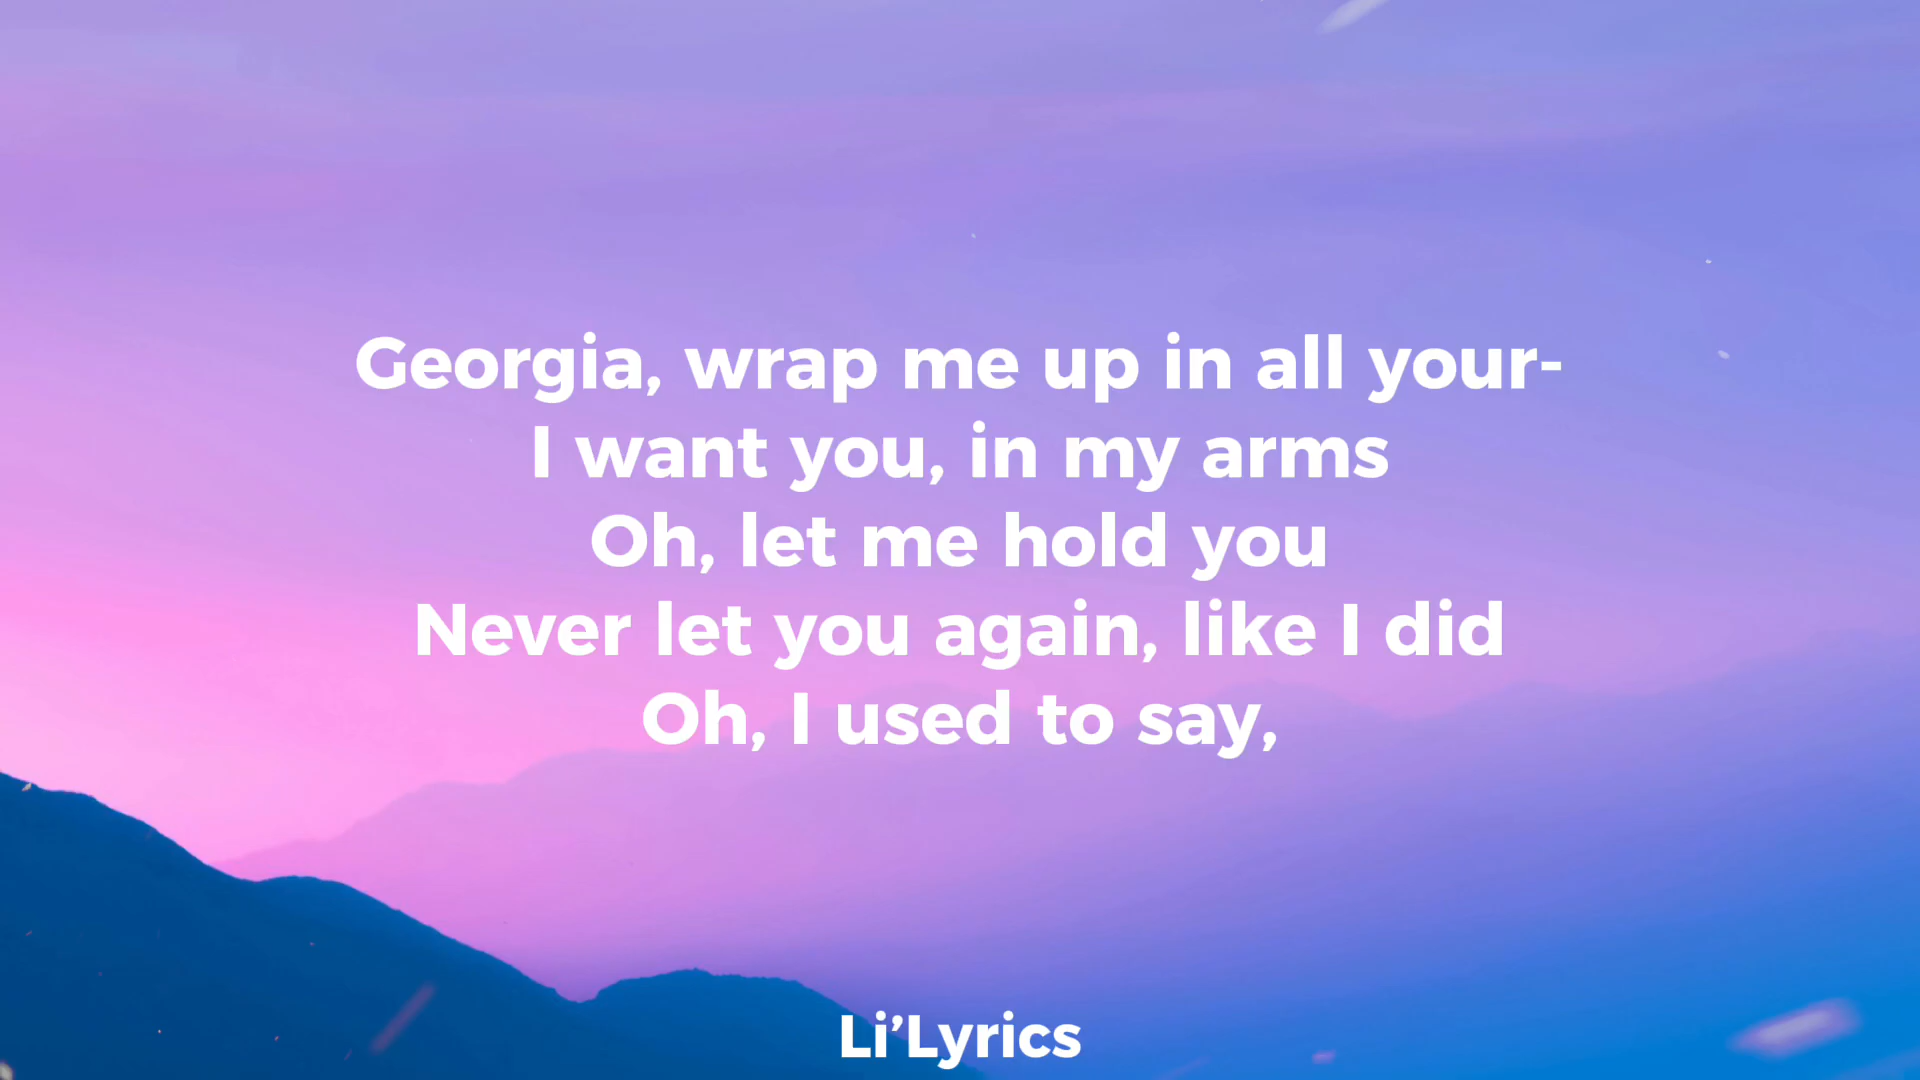 Georgia, wrap me up in all your-
I want you, in my arms
Oh, let me hold you
Never let you again, like I did
Oh, I used to say,
Li’Lyrics